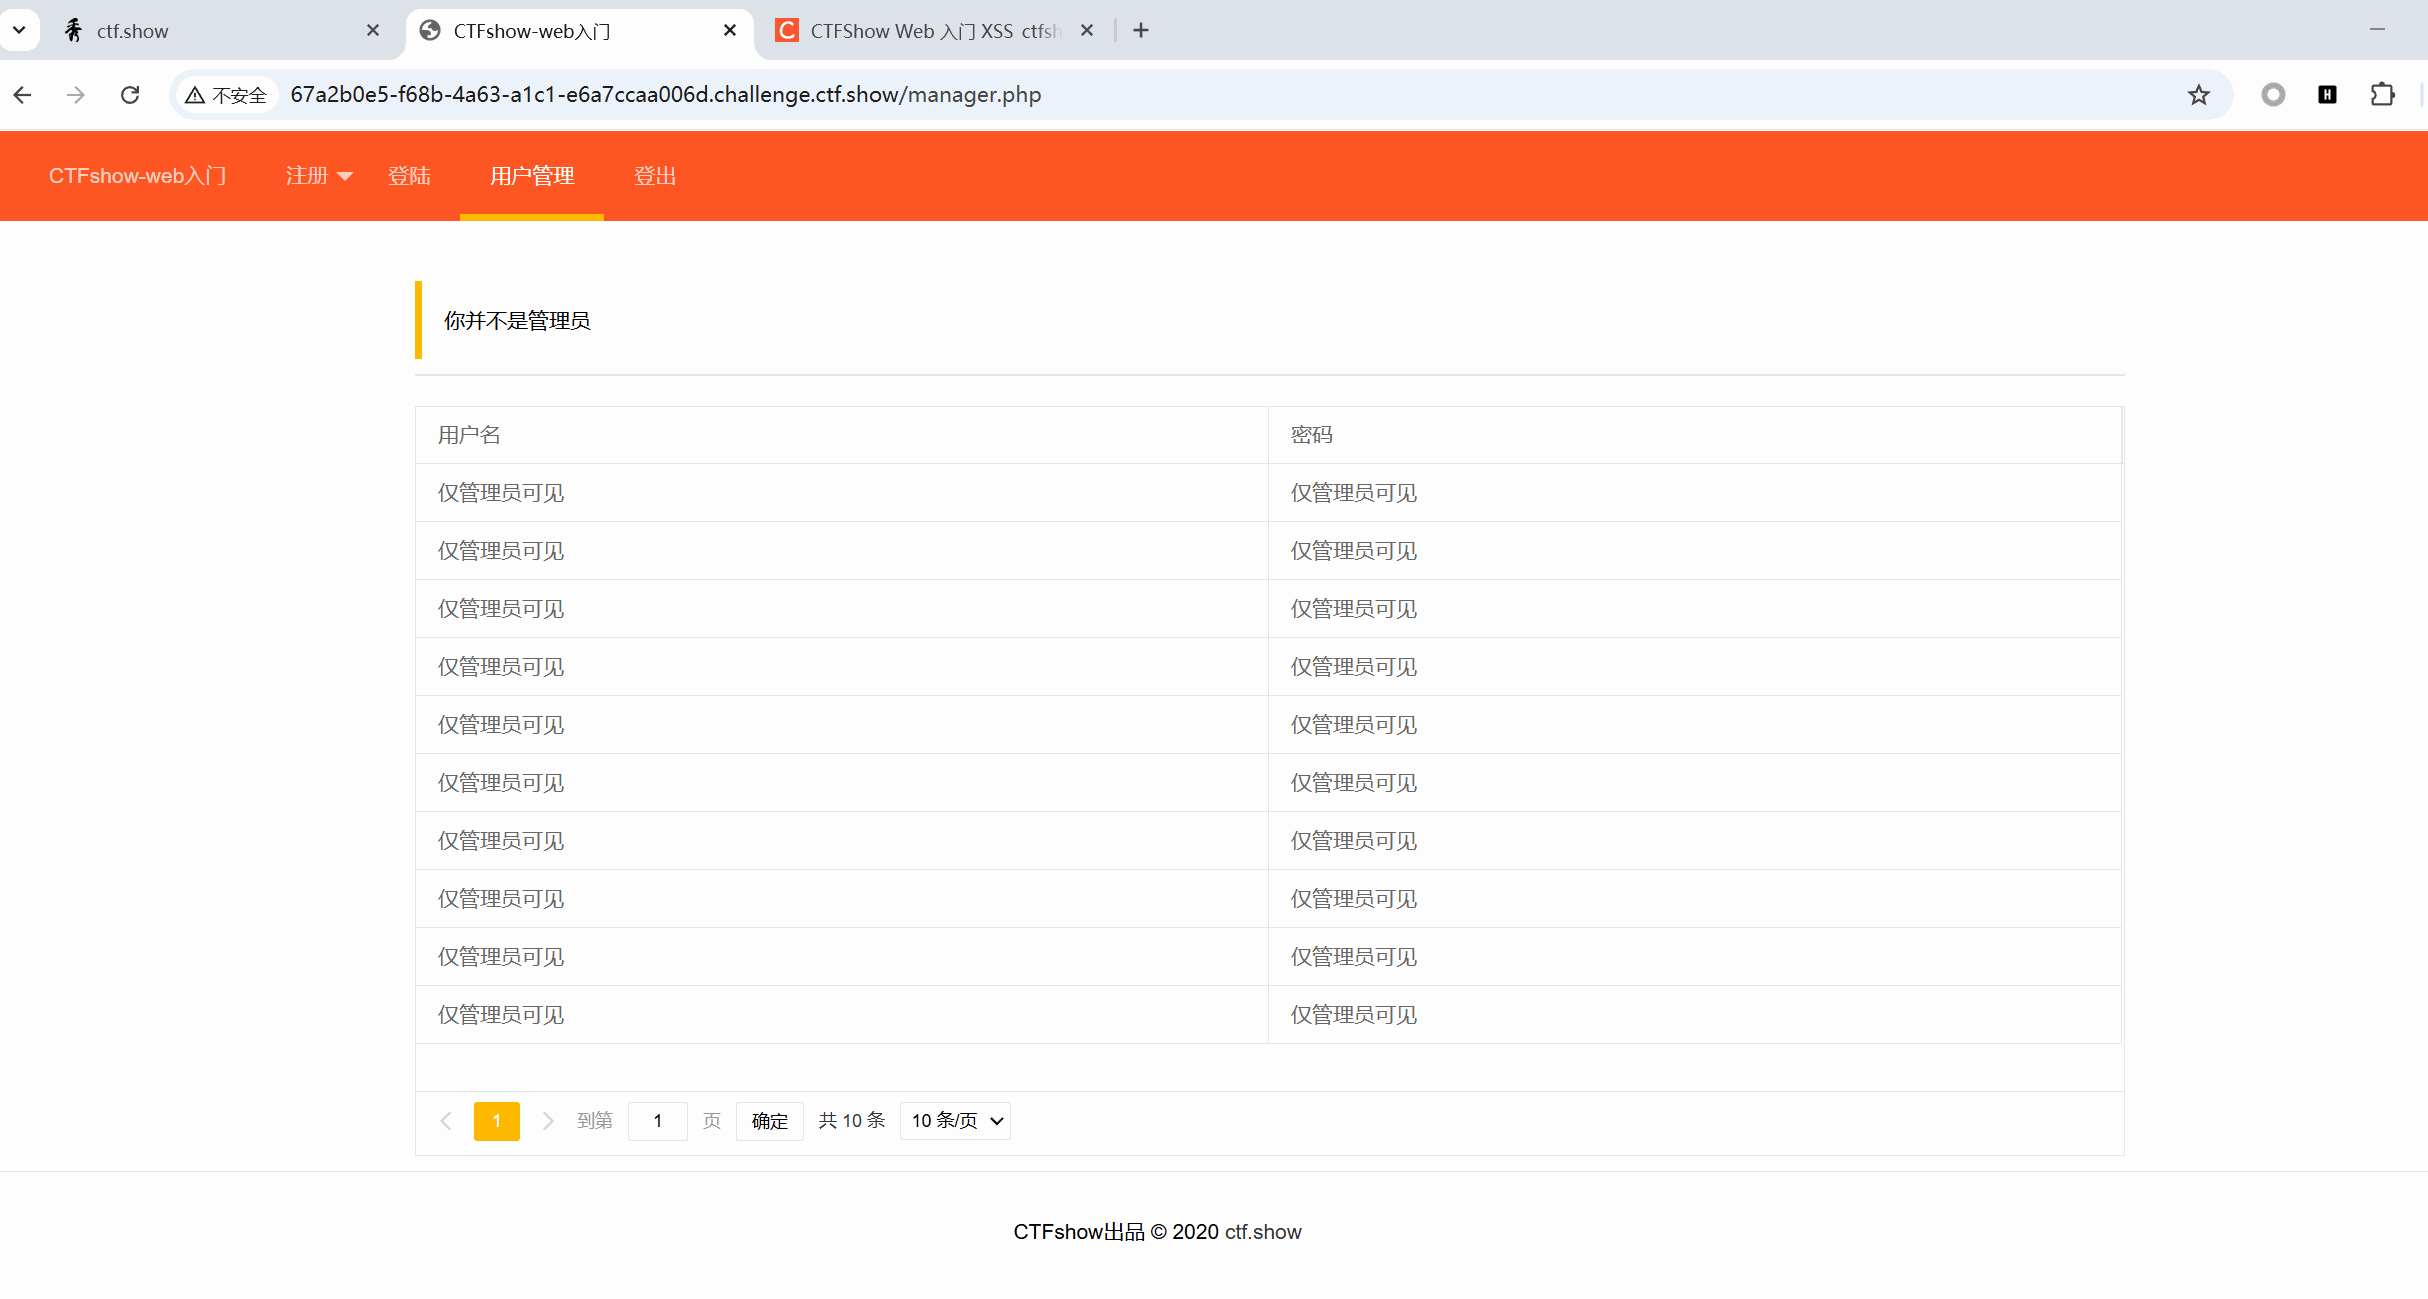 ctf.show
CTFshow-web入门
CTFShow Web 入门 XSS ctfsh
不安全
67a2b0e5-f68b-4a63-a1c1-e6a7ccaa006d.challenge.ctf.show/manager.php
CTFshow-web入门 注册 登陆 用户管理 登出
你并不是管理员
用户名 密码
仅管理员可见 仅管理员可见
仅管理员可见 仅管理员可见
仅管理员可见 仅管理员可见
仅管理员可见 仅管理员可见
仅管理员可见 仅管理员可见
仅管理员可见 仅管理员可见
仅管理员可见 仅管理员可见
仅管理员可见 仅管理员可见
仅管理员可见 仅管理员可见
仅管理员可见 仅管理员可见
1 到第 1 页 确定 共 10 条 10 条/页
CTFshow出品 © 2020 ctf.show